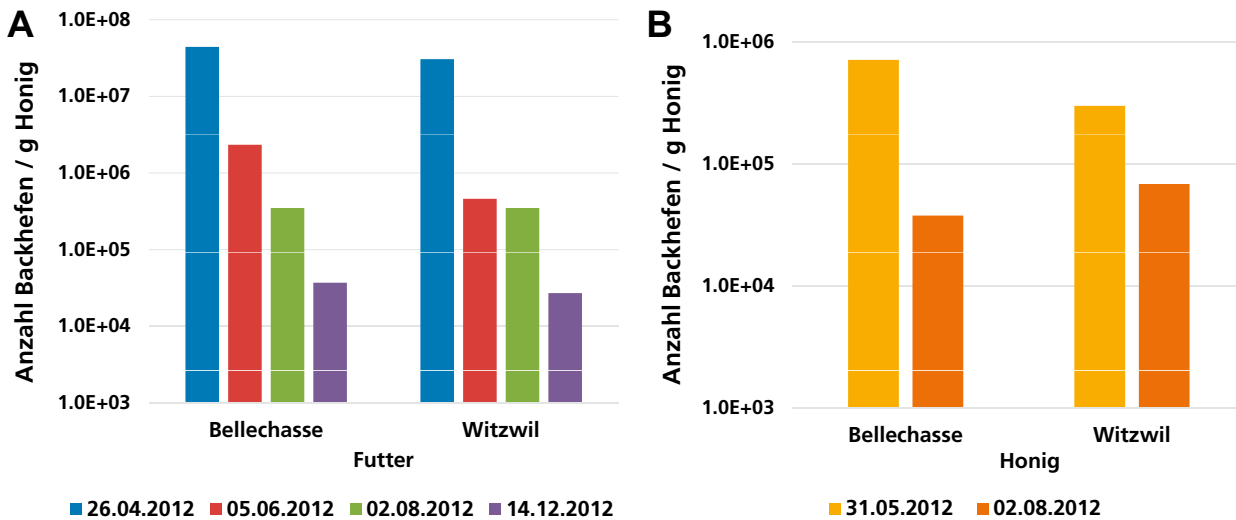 A
Anzahl Backhefen / g Honig
1.0E+08
1.0E+07
1.0E+06
1.0E+05
1.0E+04
1.0E+03
Bellechasse Witzwil
Futter
26.04.2012 05.06.2012 02.08.2012 14.12.2012
B
Anzahl Backhefen / g Honig
1.0E+06
1.0E+05
1.0E+04
1.0E+03
Bellechasse Witzwil
Honig
31.05.2012 02.08.2012